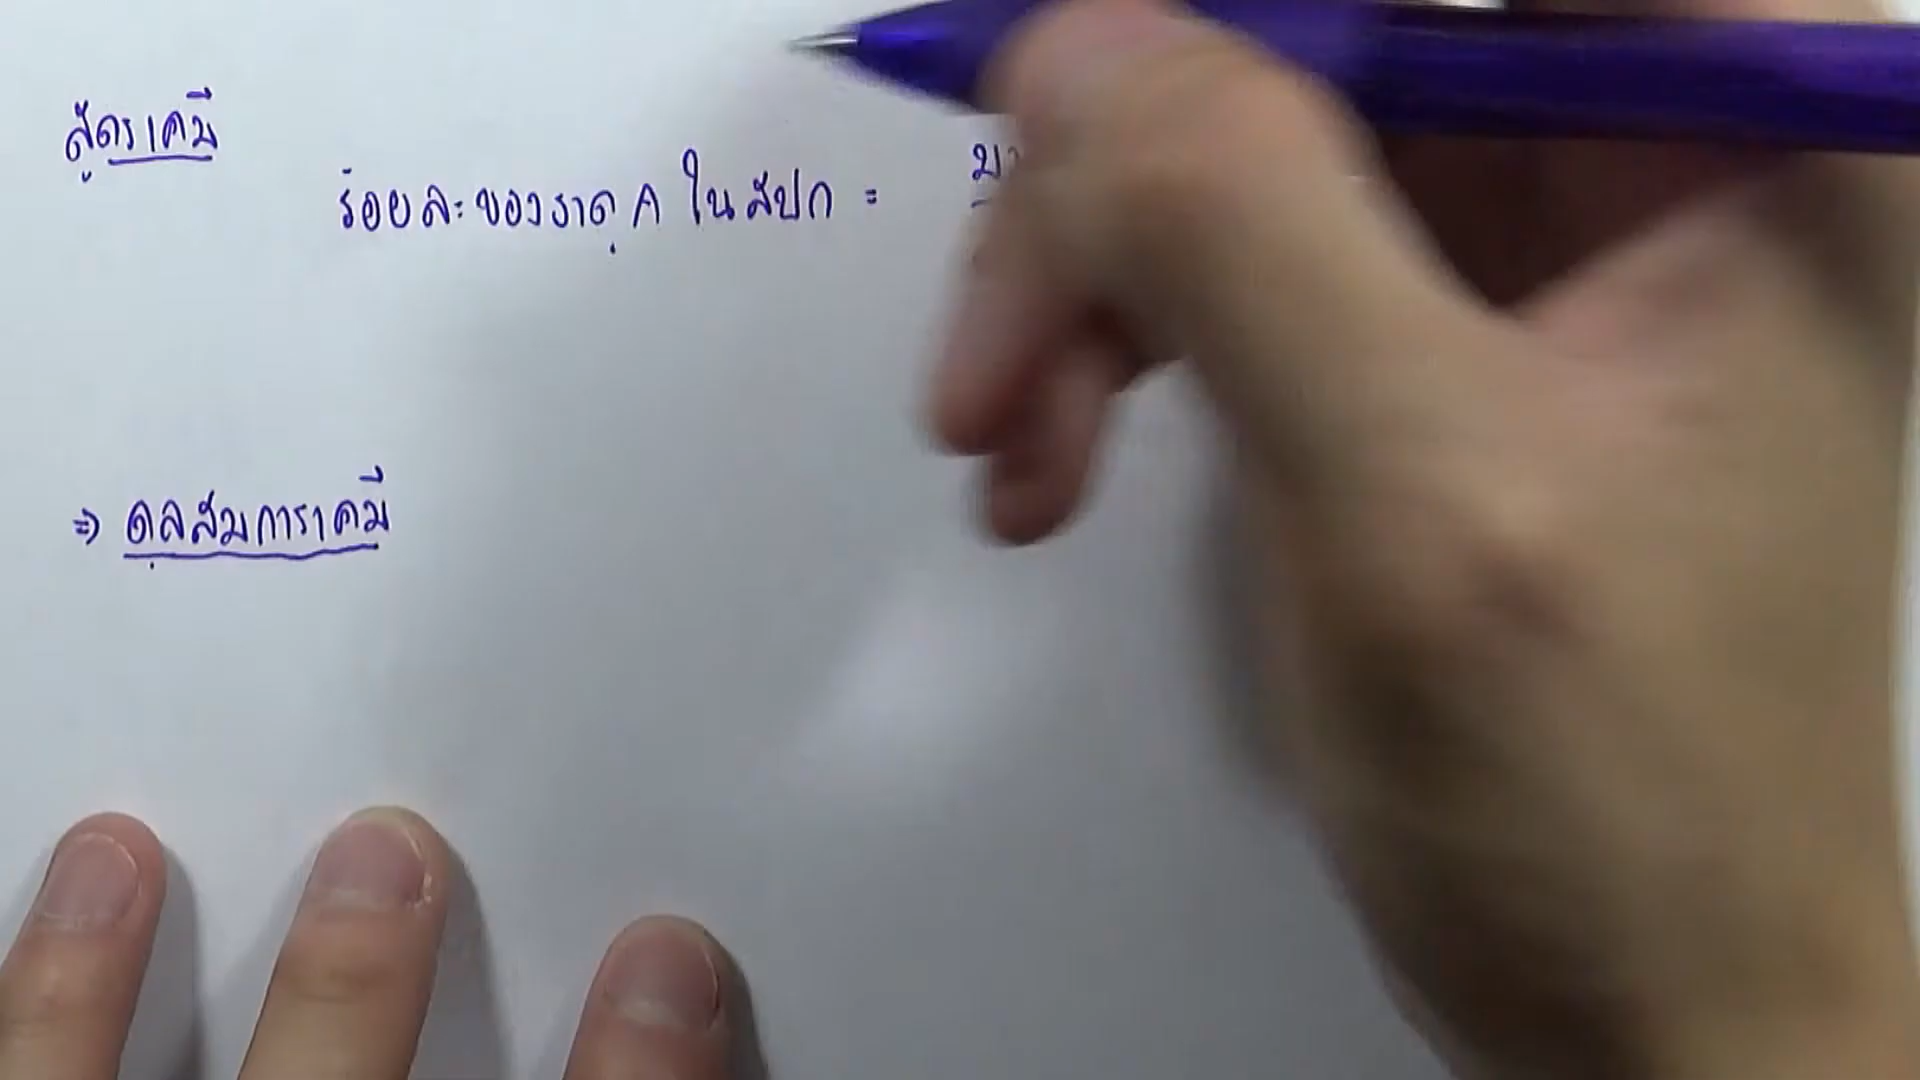 สูตรเคมี
ร้อยละของธาตุ A ใน สปก =
⇒ ดุลสมการเคมี